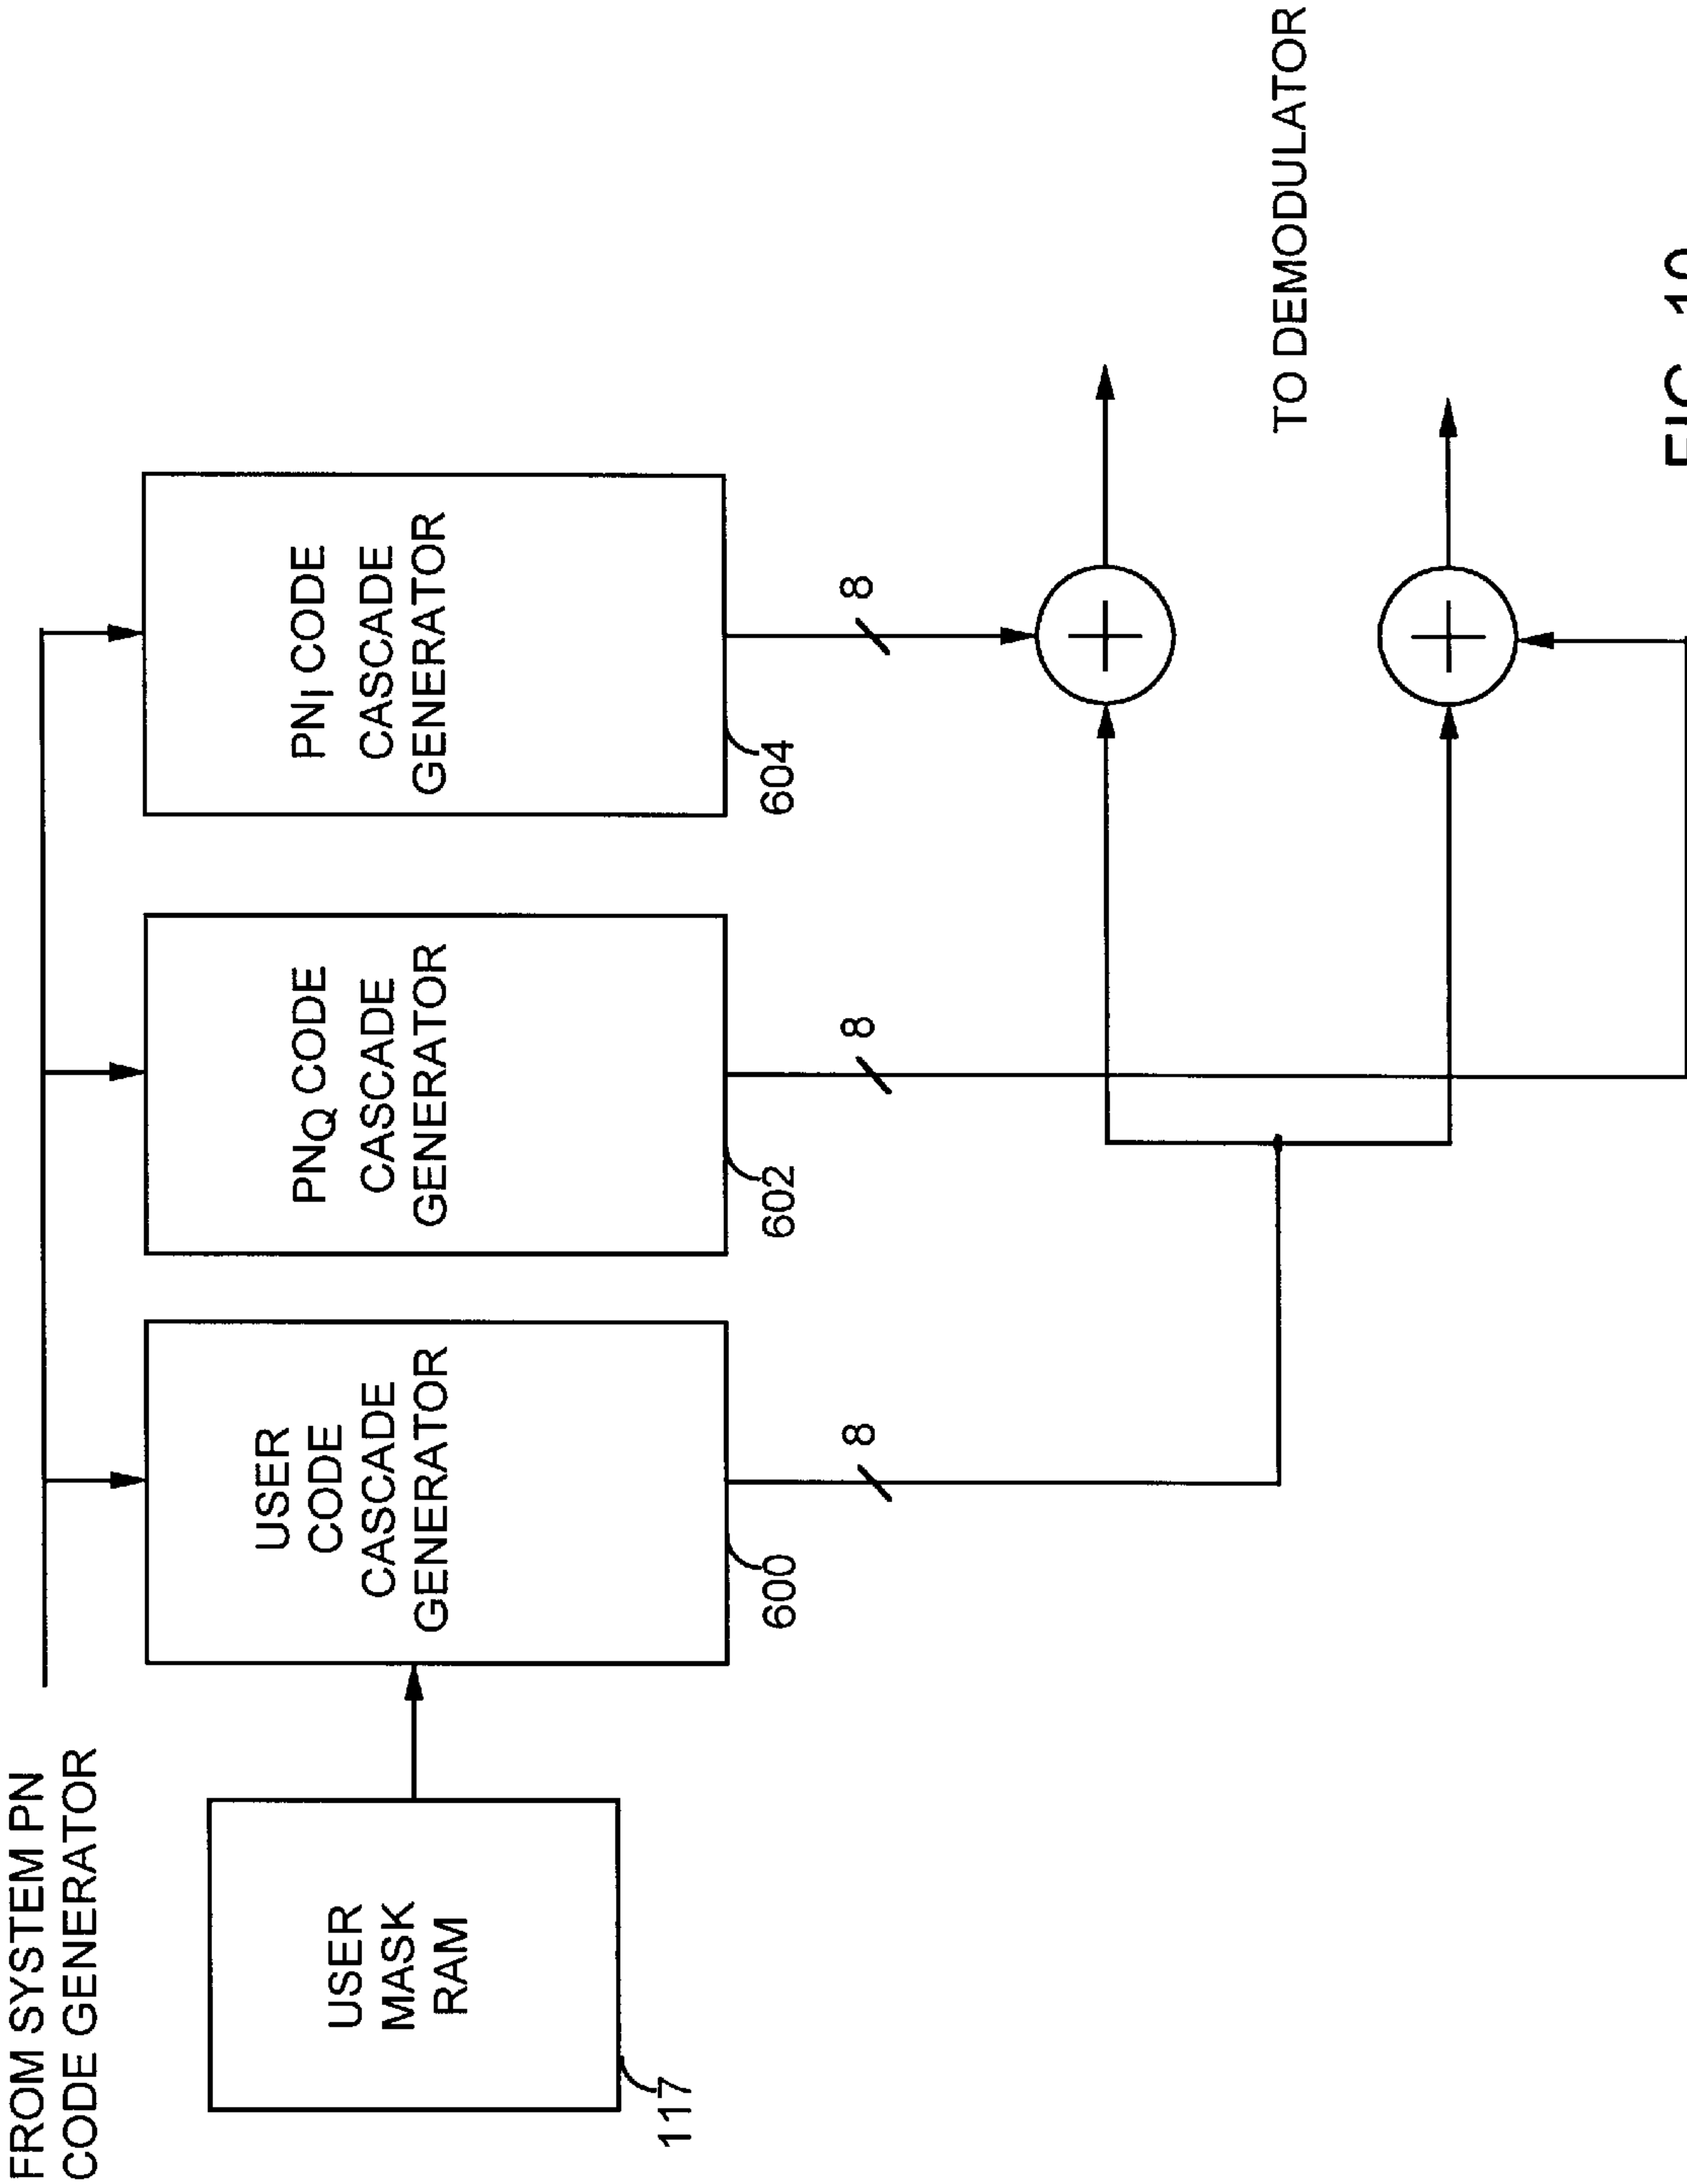 FROM SYSTEM PN
CODE GENERATOR
USER
MASK
RAM
117
USER
CODE
CASCADE
GENERATOR
600
8
PNQ CODE
CASCADE
GENERATOR
602
8
PNI CODE
CASCADE
GENERATOR
604
8
+
+
TO DEMODULATOR
FIG.